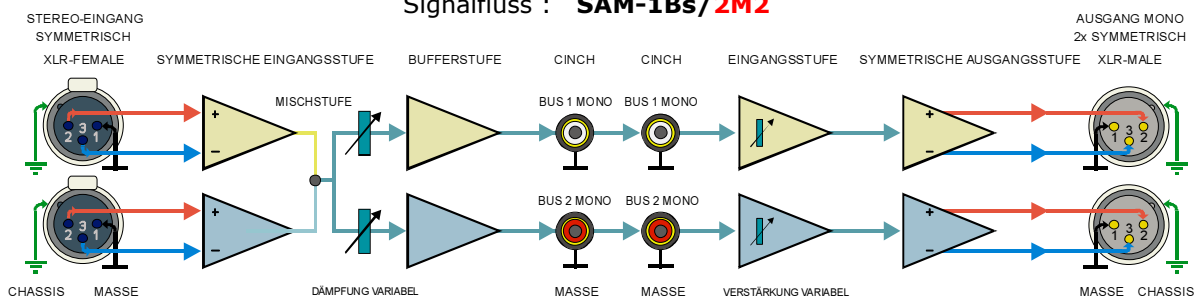 Signalfluss : SAM-1Bs/2M2
STEREO-EINGANG
SYMMETRISCH
XLR-FEMALE
SYMMETRISCHE EINGANGSSTUFE
BUFFERSTUFE
CINCH
CINCH
EINGANGSSTUFE
SYMMETRISCHE AUSGANGSSTUFE
AUSGANG MONO
2x SYMMETRISCH
XLR-MALE
MISCHSTUFE
BUS 1 MONO
BUS 1 MONO
2 3 1
+
−
+
−
1 3 2
BUS 2 MONO
BUS 2 MONO
2 3 1
+
−
+
−
1 3 2
CHASSIS
MASSE
DÄMPFUNG VARIABEL
MASSE
MASSE
VERSTÄRKUNG VARIABEL
MASSE
CHASSIS